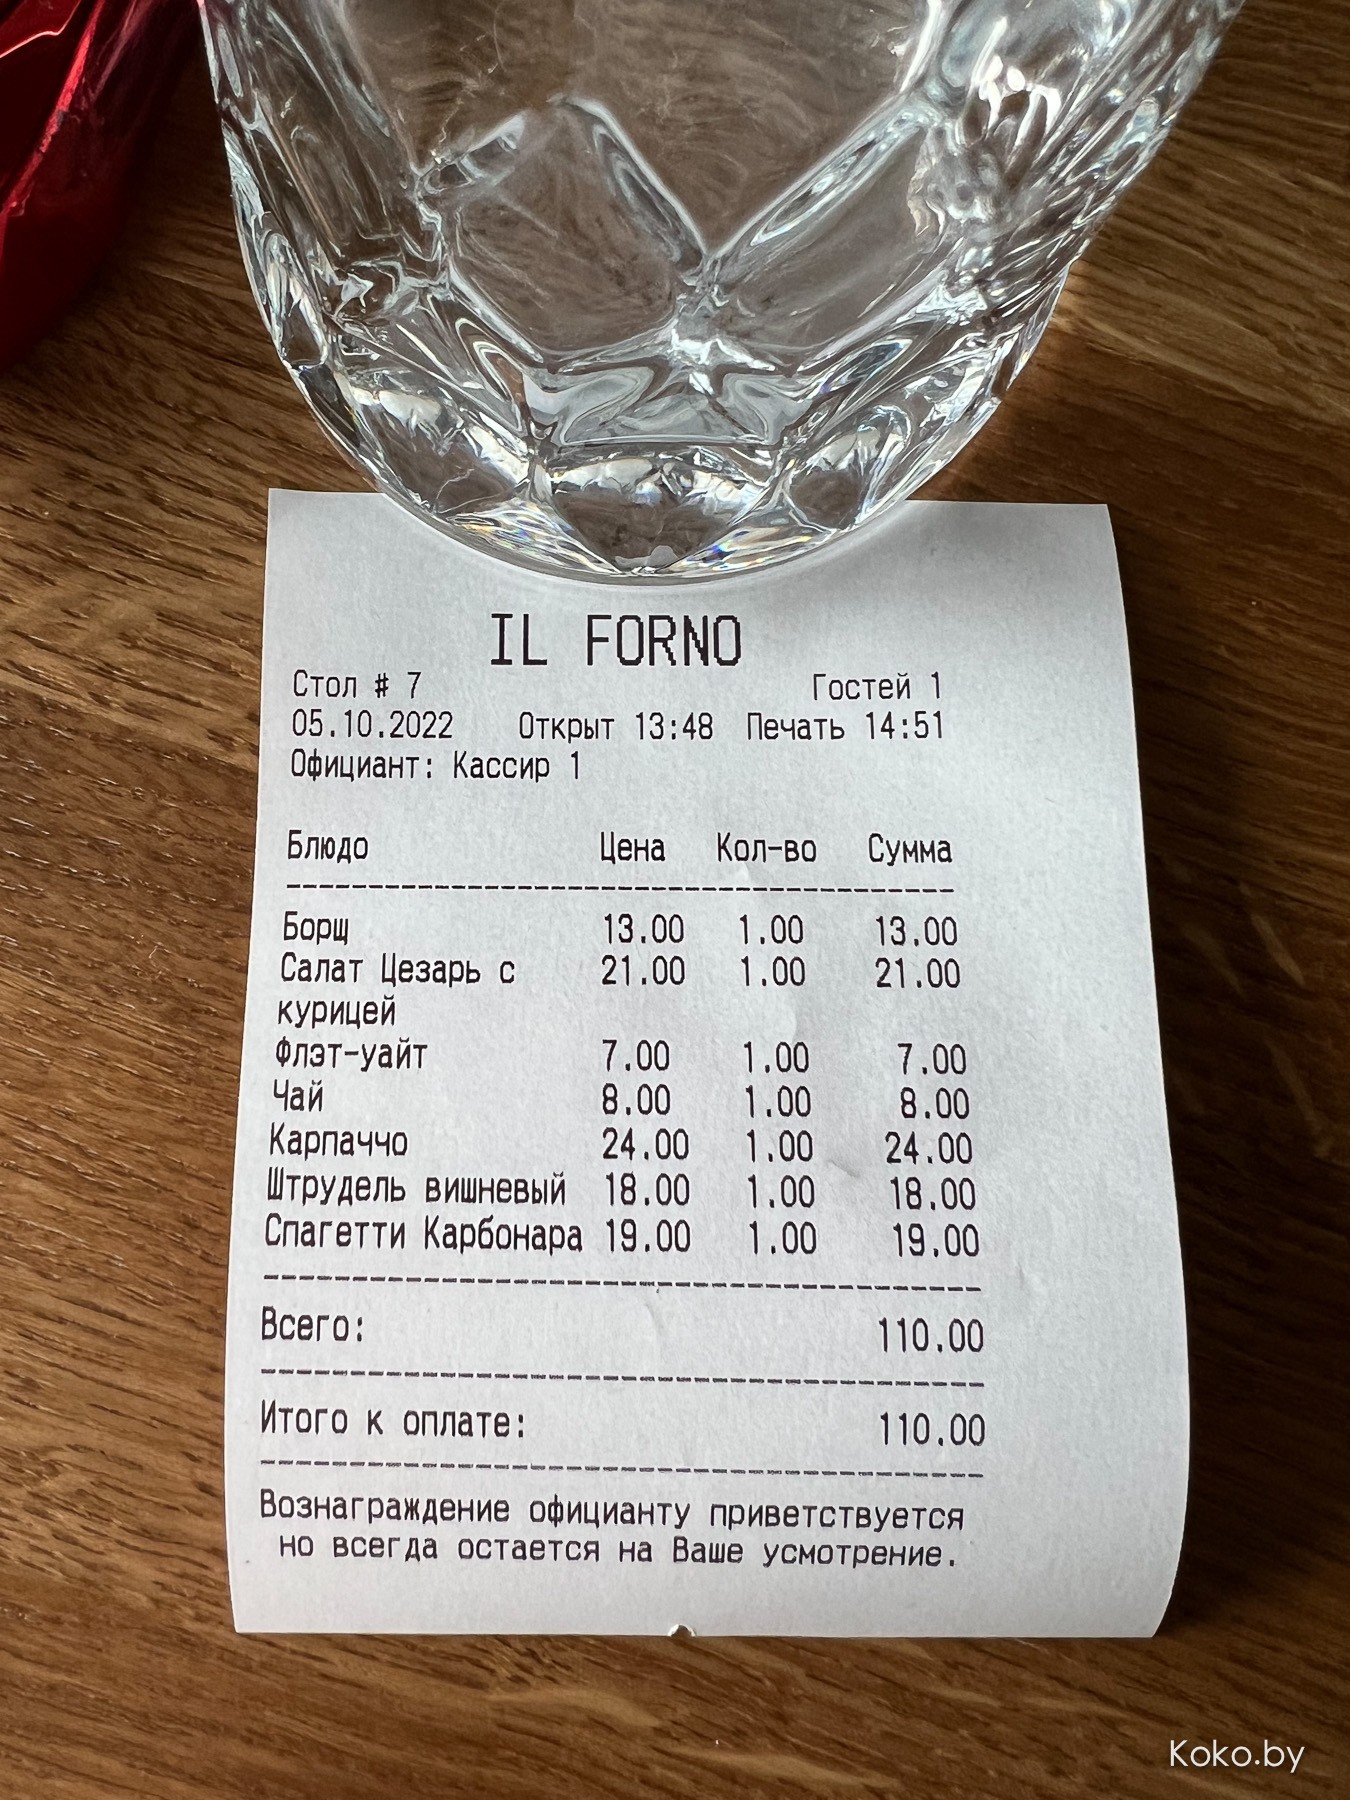 IL FORNO
Стол # 7 Гостей 1
05.10.2022 Открыт 13:48 Печать 14:51
Официант: Кассир 1
Блюдо Цена Кол-во Сумма
Борщ 13.00 1.00 13.00
Салат Цезарь с 21.00 1.00 21.00
курицей
Флэт-уайт 7.00 1.00 7.00
Чай 8.00 1.00 8.00
Карпаччо 24.00 1.00 24.00
Штрудель вишневый 18.00 1.00 18.00
Спагетти Карбонара 19.00 1.00 19.00
Всего: 110.00
Итого к оплате: 110.00
Вознаграждение официанту приветствуется
но всегда остается на Ваше усмотрение.
Koko.by